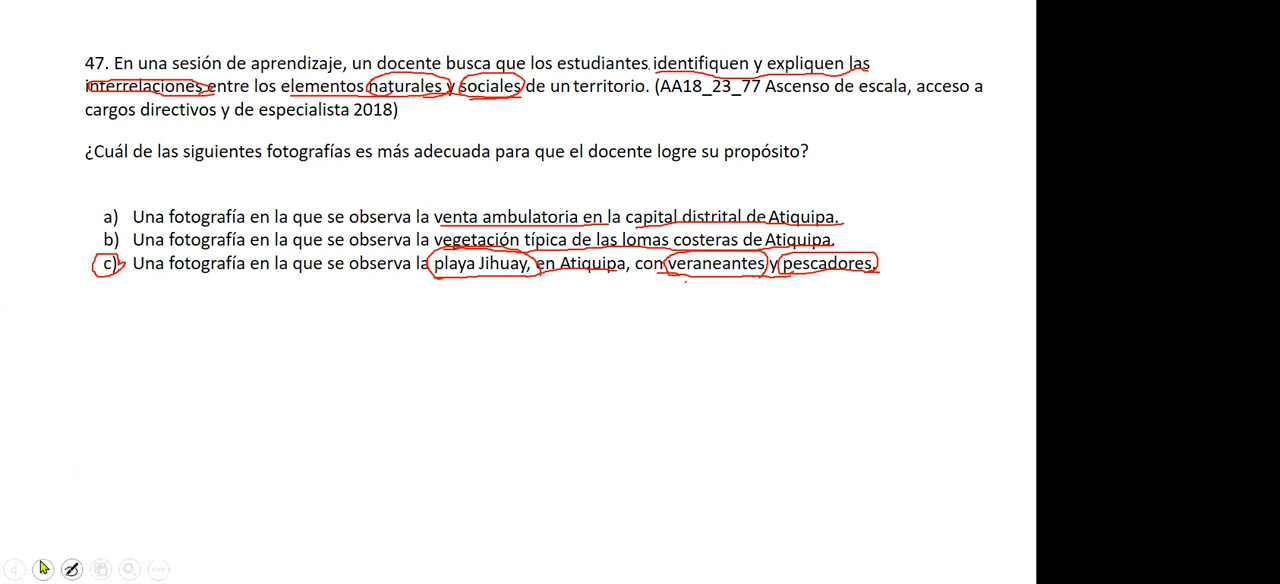 47. En una sesión de aprendizaje, un docente busca que los estudiantes identifiquen y expliquen las
interrelaciones entre los elementos naturales y sociales de un territorio. (AA18_23_77 Ascenso de escala, acceso a
cargos directivos y de especialista 2018)
¿Cuál de las siguientes fotografías es más adecuada para que el docente logre su propósito?
a) Una fotografía en la que se observa la venta ambulatoria en la capital distrital de Atiquipa.
b) Una fotografía en la que se observa la vegetación típica de las lomas costeras de Atiquipa.
c) Una fotografía en la que se observa la playa Jihuay, en Atiquipa, con veraneantes y pescadores.